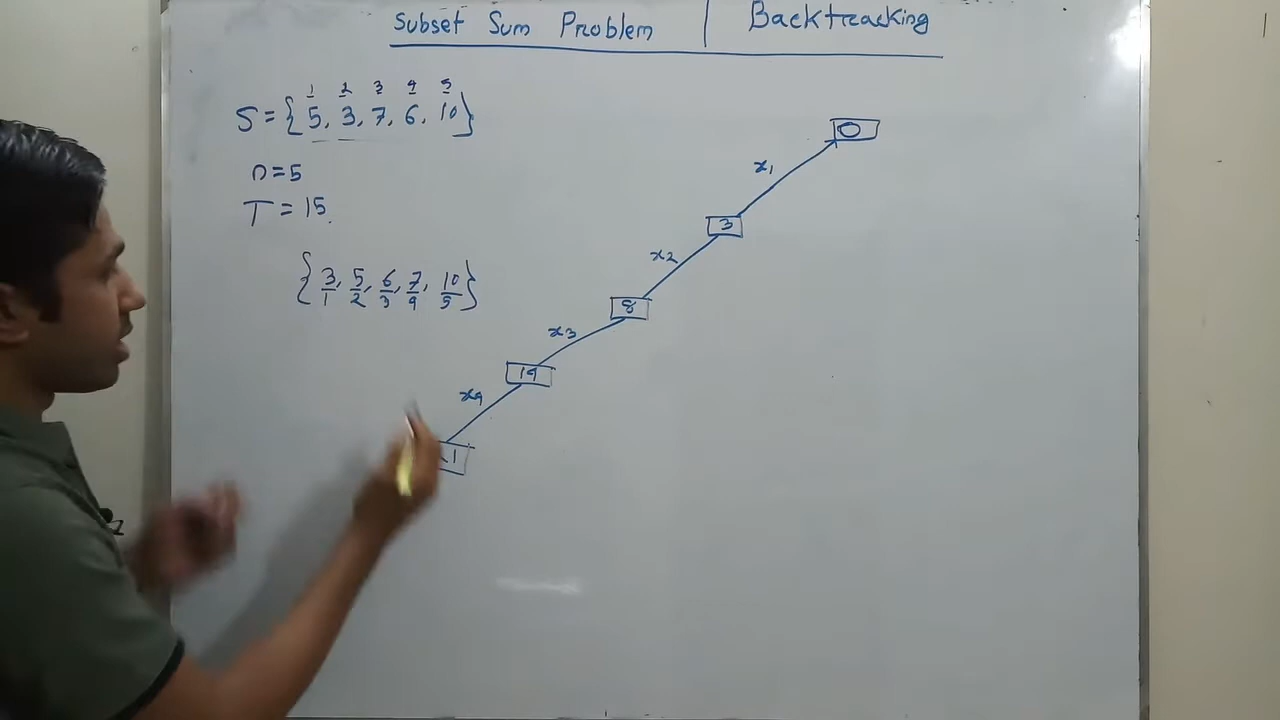 Subset Sum Problem | Backtracking
1 2 3 4 5
S = {5, 3, 7, 6, 10}
n = 5
T = 15.
{3, 5, 6, 7, 10}
1 2 3 4 5
0
x1
3
x2
8
x3
14
x4